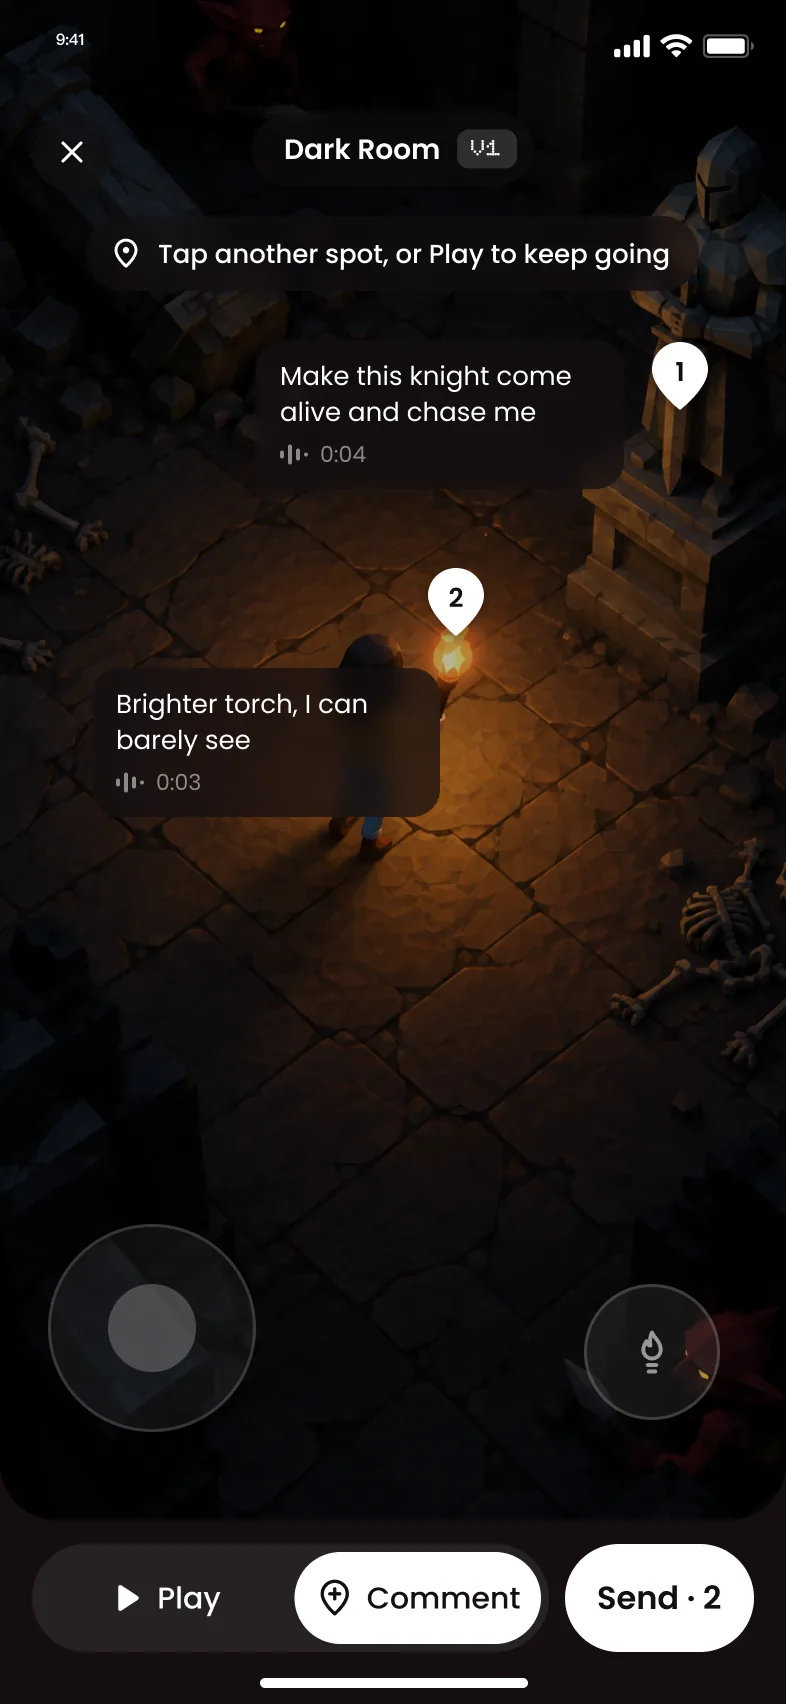 9:41
Dark Room V1
Tap another spot, or Play to keep going
Make this knight come
alive and chase me
0:04
1
2
Brighter torch, I can
barely see
0:03
Play
Comment
Send · 2